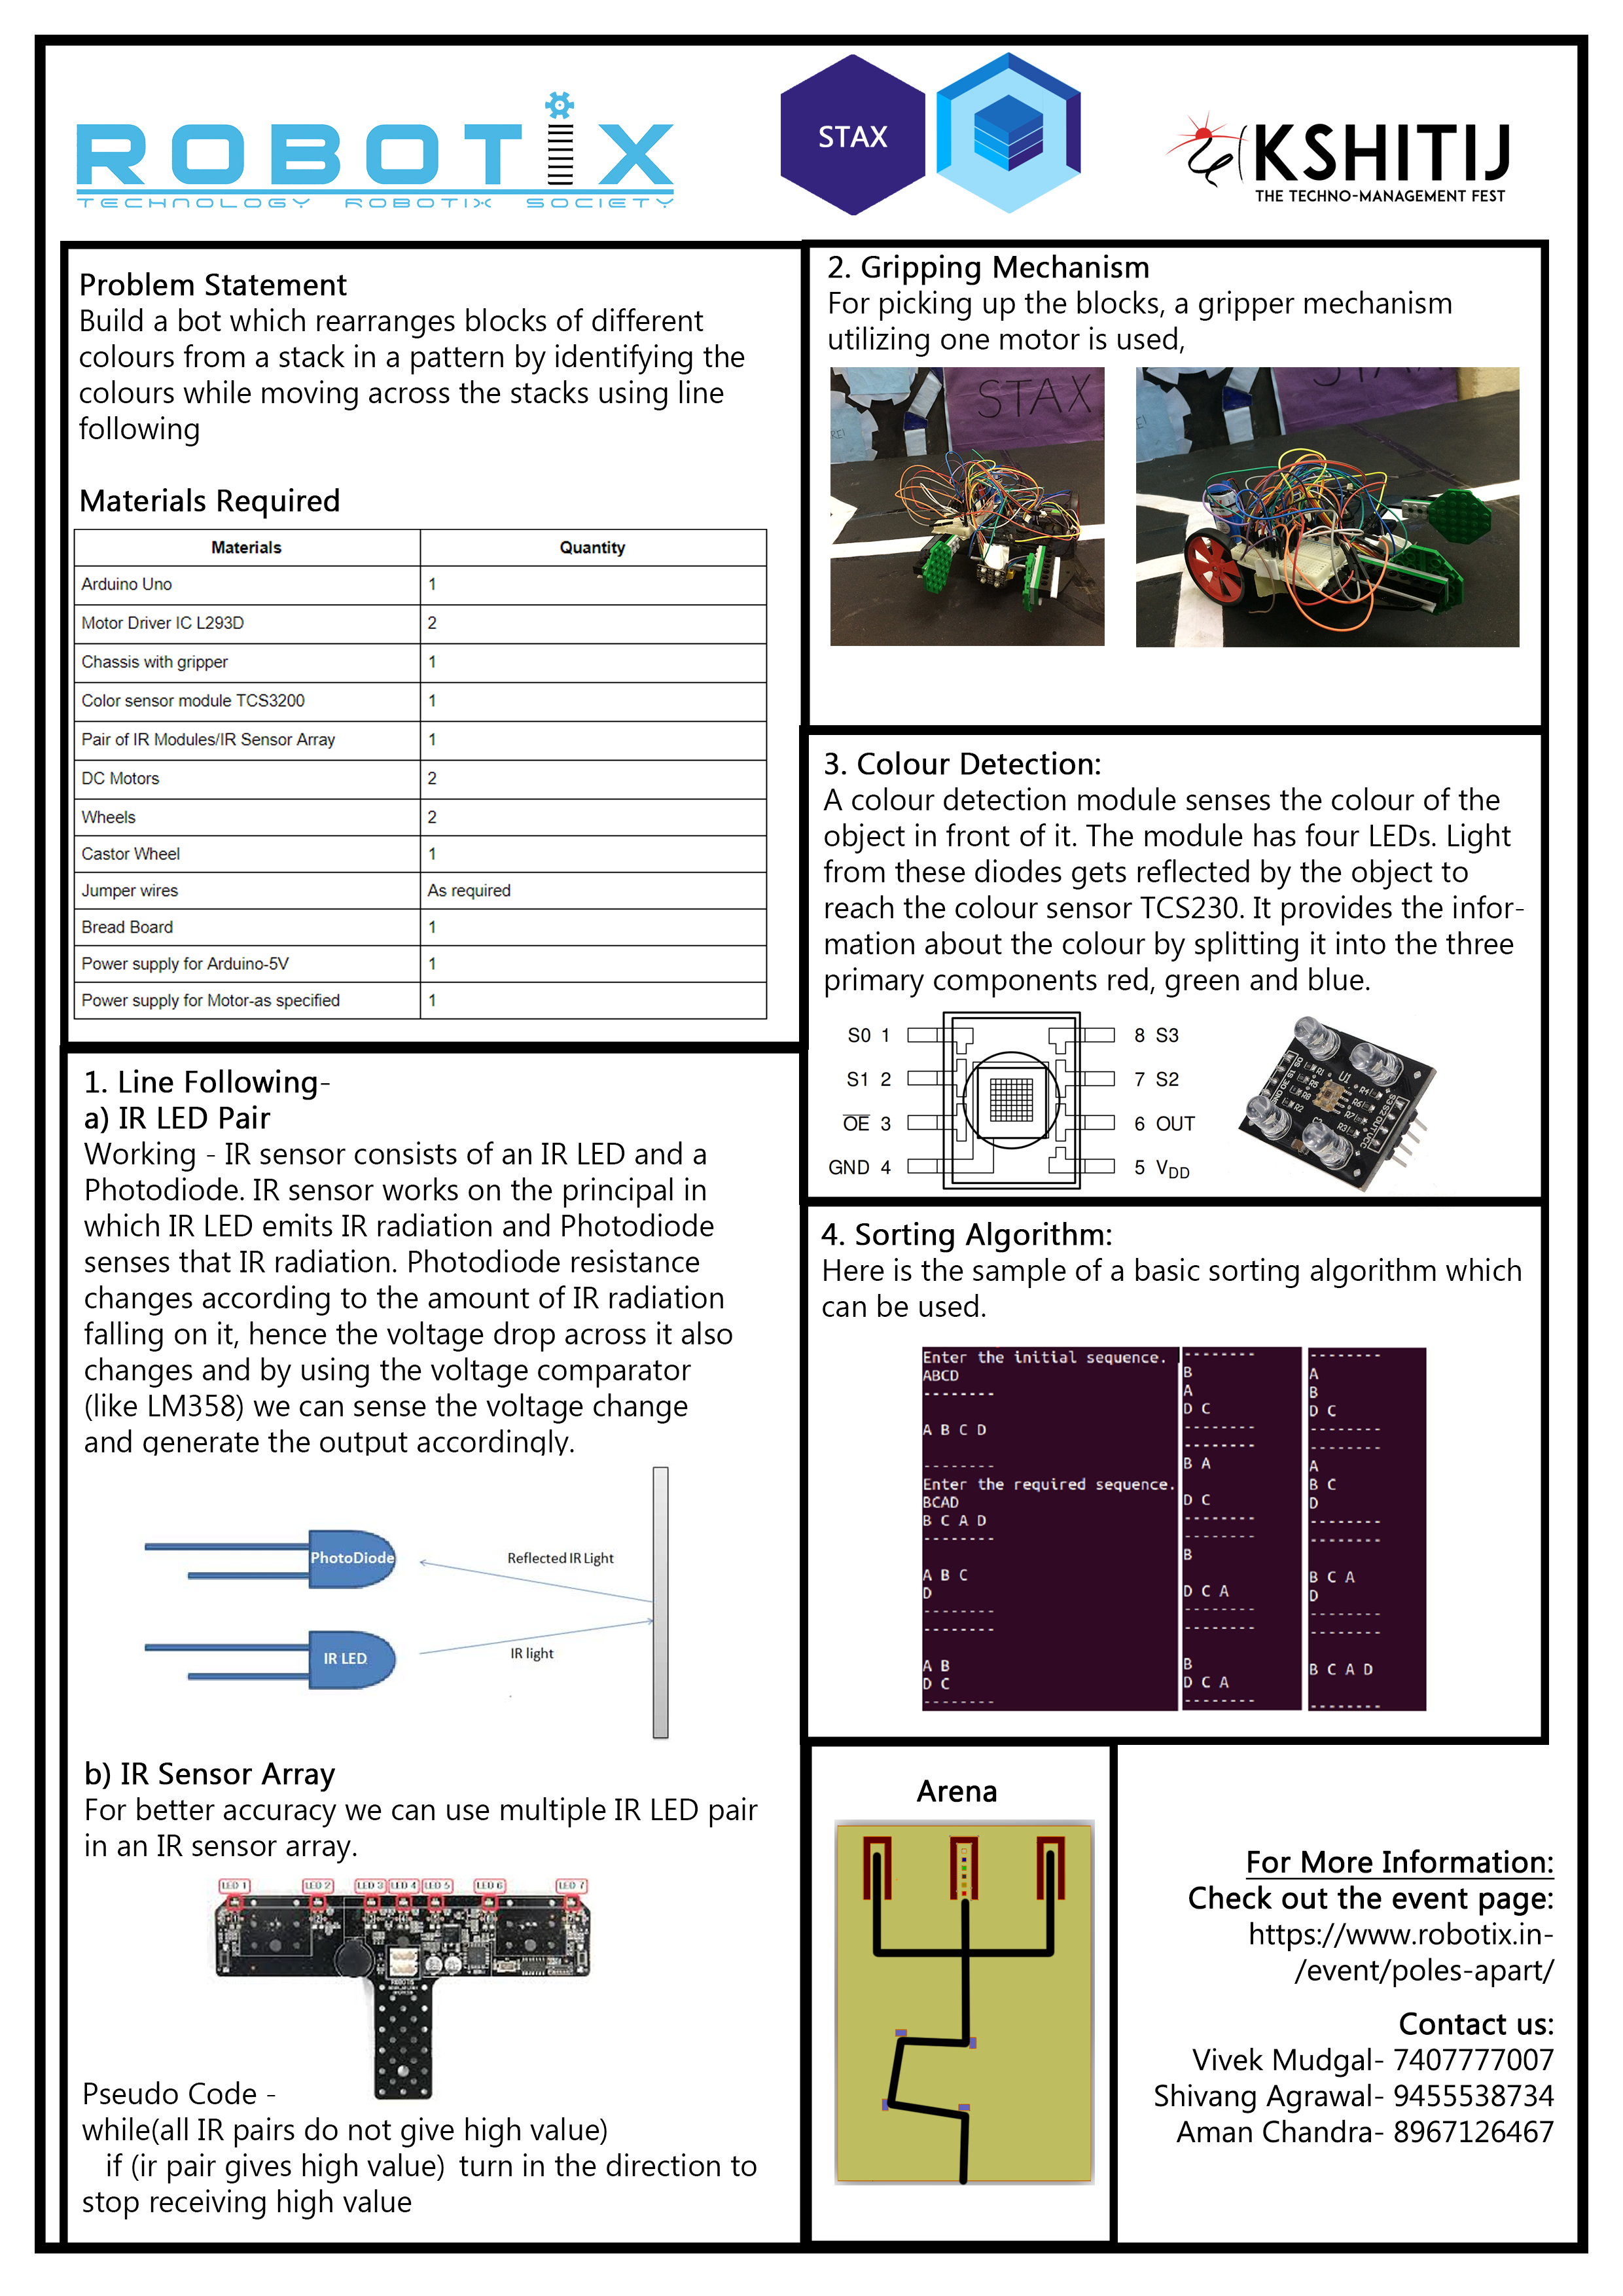 ROBOTIX
TECHNOLOGY ROBOTIX SOCIETY
STAX
KSHITIJ
THE TECHNO-MANAGEMENT FEST
Problem Statement
Build a bot which rearranges blocks of different
colours from a stack in a pattern by identifying the
colours while moving across the stacks using line
following
Materials Required
Materials Quantity
Arduino Uno 1
Motor Driver IC L293D 2
Chassis with gripper 1
Color sensor module TCS3200 1
Pair of IR Modules/IR Sensor Array 1
DC Motors 2
Wheels 2
Castor Wheel 1
Jumper wires As required
Bread Board 1
Power supply for Arduino-5V 1
Power supply for Motor-as specified 1
1. Line Following-
a) IR LED Pair
Working - IR sensor consists of an IR LED and a
Photodiode. IR sensor works on the principal in
which IR LED emits IR radiation and Photodiode
senses that IR radiation. Photodiode resistance
changes according to the amount of IR radiation
falling on it, hence the voltage drop across it also
changes and by using the voltage comparator
(like LM358) we can sense the voltage change
and generate the output accordingly.
PhotoDiode
Reflected IR Light
IR LED
IR light
b) IR Sensor Array
For better accuracy we can use multiple IR LED pair
in an IR sensor array.
LED 1 LED 2 LED 3 LED 4 LED 5 LED 6 LED 7
Pseudo Code -
while(all IR pairs do not give high value)
if (ir pair gives high value) turn in the direction to
stop receiving high value
2. Gripping Mechanism
For picking up the blocks, a gripper mechanism
utilizing one motor is used,
STAX
3. Colour Detection:
A colour detection module senses the colour of the
object in front of it. The module has four LEDs. Light
from these diodes gets reflected by the object to
reach the colour sensor TCS230. It provides the infor-
mation about the colour by splitting it into the three
primary components red, green and blue.
S0 1 8 S3
S1 2 7 S2
OE 3 6 OUT
GND 4 5 VDD
4. Sorting Algorithm:
Here is the sample of a basic sorting algorithm which
can be used.
Enter the initial sequence.
ABCD
--------
A B C D
--------
Enter the required sequence.
BCAD
B C A D
--------
A B C
D
--------
--------
A B
D C
--------
--------
B
A
D C
--------
--------
B A
D C
--------
--------
B
D C A
--------
--------
B
D C A
--------
--------
A
B
D C
--------
--------
A
B C
D
--------
--------
B C A
D
--------
--------
B C A D
--------
Arena
For More Information:
Check out the event page:
https://www.robotix.in-
/event/poles-apart/
Contact us:
Vivek Mudgal- 7407777007
Shivang Agrawal- 9455538734
Aman Chandra- 8967126467